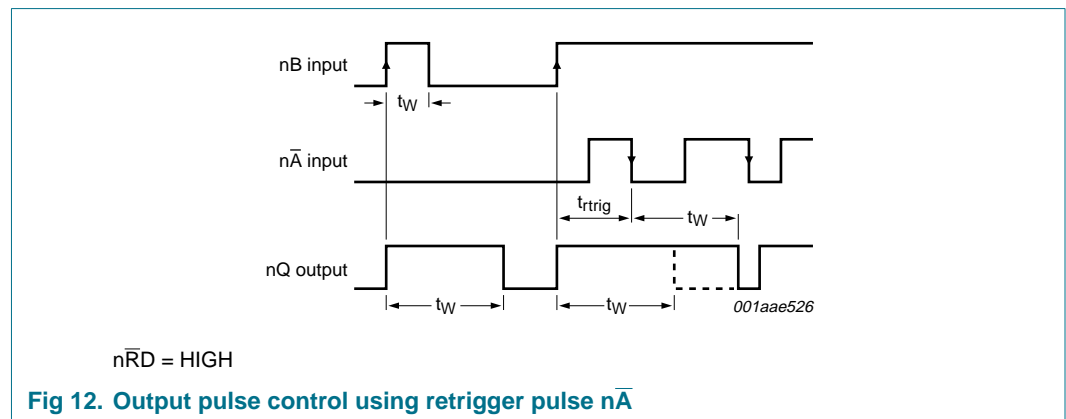 nB input
tW
nA̅ input
trtrig
tW
nQ output
tW
tW
001aae526
nR̅D = HIGH
Fig 12. Output pulse control using retrigger pulse nA̅